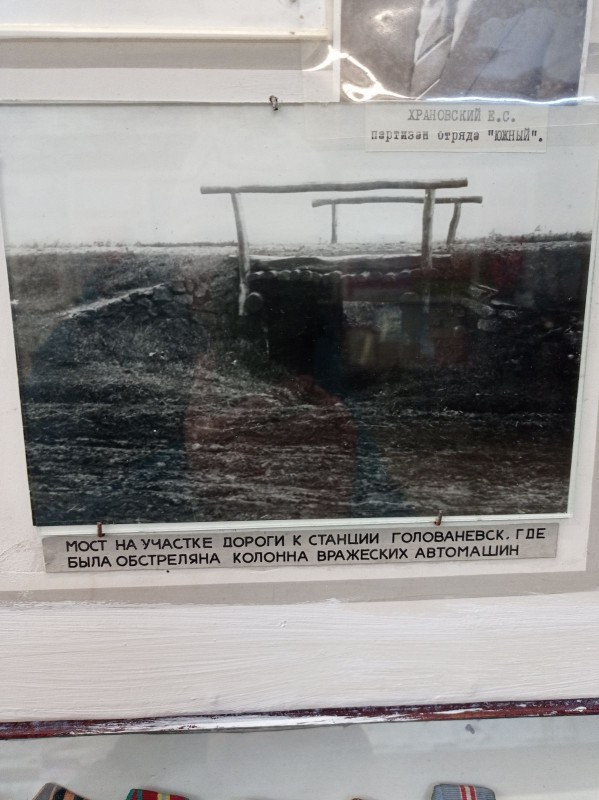 ХРАНОВСКИЙ Е.С.
партизан отряда "ЮЖНЫЙ".
МОСТ НА УЧАСТКЕ ДОРОГИ К СТАНЦИИ ГОЛОВАНЕВСК, ГДЕ
БЫЛА ОБСТРЕЛЯНА КОЛОННА ВРАЖЕСКИХ АВТОМАШИН